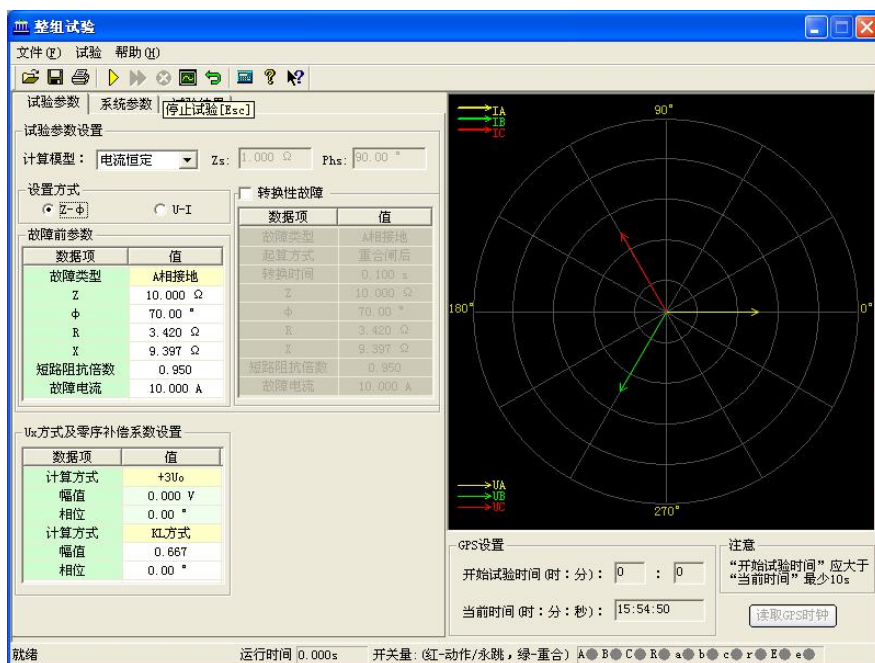 整组试验
文件(F) 试验 帮助(H)
试验参数 系统参数
停止试验[Esc]
试验参数设置
计算模型： 电流恒定 Zs: 1.000 Ω Phs: 90.00 °
设置方式
Z-φ U-I
转换性故障
数据项 值
故障类型 A相接地
起算方式 重合闸后
转换时间 0.100 s
Z 10.000 Ω
φ 70.00 °
R 3.420 Ω
X 9.397 Ω
短路阻抗倍数 0.950
故障电流 10.000 A
故障前参数
数据项 值
故障类型 A相接地
Z 10.000 Ω
φ 70.00 °
R 3.420 Ω
X 9.397 Ω
短路阻抗倍数 0.950
故障电流 10.000 A
Ux方式及零序补偿系数设置
数据项 值
计算方式 +3U₀
幅值 0.000 V
相位 0.00 °
计算方式 KL方式
幅值 0.667
相位 0.00 °
IA
IB
IC
90°
180°
0°
270°
UA
UB
UC
GPS设置
开始试验时间(时：分)： 0 : 0
当前时间(时：分：秒)： 15:54:50
注意
“开始试验时间”应大于
“当前时间”最少10s
读取GPS时钟
就绪 运行时间 0.000s 开关量:(红-动作/永跳，绿-重合) A B C R a b c r E e